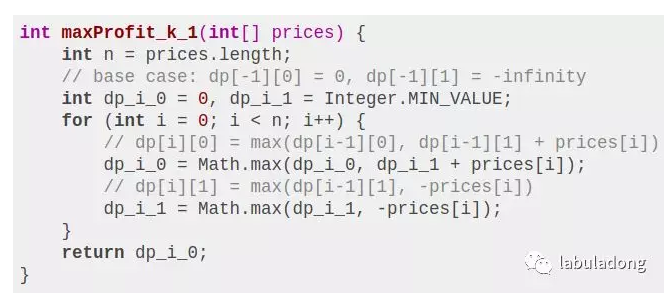 int maxProfit_k_1(int[] prices) {
    int n = prices.length;
    // base case: dp[-1][0] = 0, dp[-1][1] = -infinity
    int dp_i_0 = 0, dp_i_1 = Integer.MIN_VALUE;
    for (int i = 0; i < n; i++) {
        // dp[i][0] = max(dp[i-1][0], dp[i-1][1] + prices[i])
        dp_i_0 = Math.max(dp_i_0, dp_i_1 + prices[i]);
        // dp[i][1] = max(dp[i-1][1], -prices[i])
        dp_i_1 = Math.max(dp_i_1, -prices[i]);
    }
    return dp_i_0;
}
labuladong